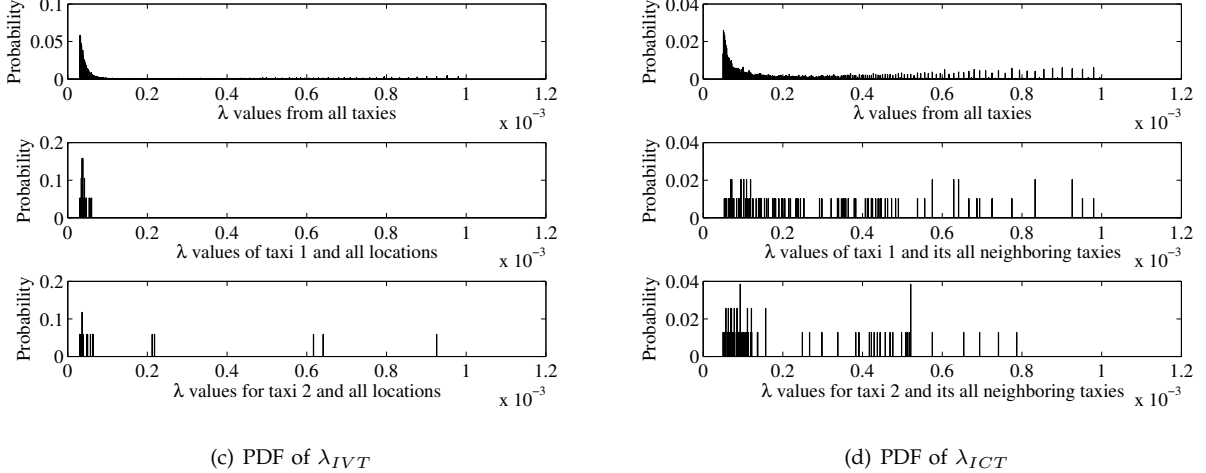 0.1
0.05
0
Probability
0 0.2 0.4 0.6 0.8 1 1.2
x 10⁻³
λ values from all taxies
0.2
0.1
0
Probability
0 0.2 0.4 0.6 0.8 1 1.2
x 10⁻³
λ values of taxi 1 and all locations
0.2
0.1
0
Probability
0 0.2 0.4 0.6 0.8 1 1.2
x 10⁻³
λ values for taxi 2 and all locations
(c) PDF of λIVT
0.04
0.02
0
Probability
0 0.2 0.4 0.6 0.8 1 1.2
x 10⁻³
λ values from all taxies
0.04
0.02
0
Probability
0 0.2 0.4 0.6 0.8 1 1.2
x 10⁻³
λ values of taxi 1 and its all neighboring taxies
0.04
0.02
0
Probability
0 0.2 0.4 0.6 0.8 1 1.2
x 10⁻³
λ values for taxi 2 and its all neighboring taxies
(d) PDF of λICT